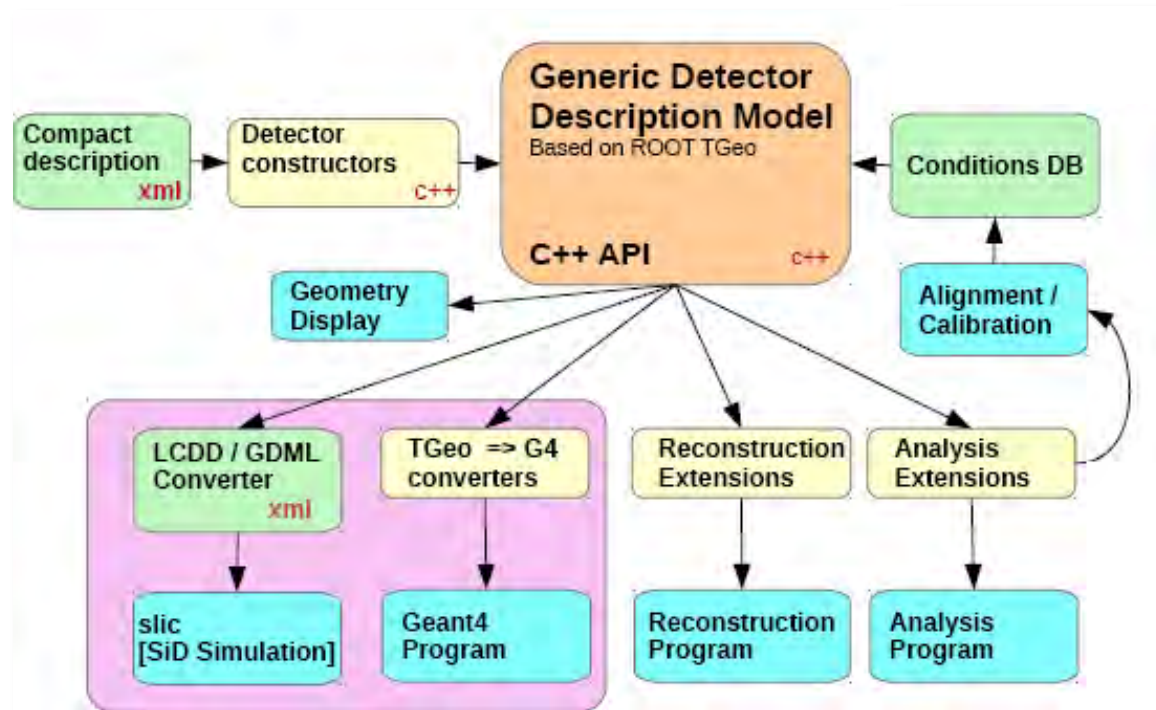 Generic Detector
Description Model
Based on ROOT TGeo
C++ API
c++
Compact
description
xml
Detector
constructors
c++
Conditions DB
Geometry
Display
Alignment /
Calibration
LCDD / GDML
Converter
xml
TGeo => G4
converters
Reconstruction
Extensions
Analysis
Extensions
slic
[SiD Simulation]
Geant4
Program
Reconstruction
Program
Analysis
Program